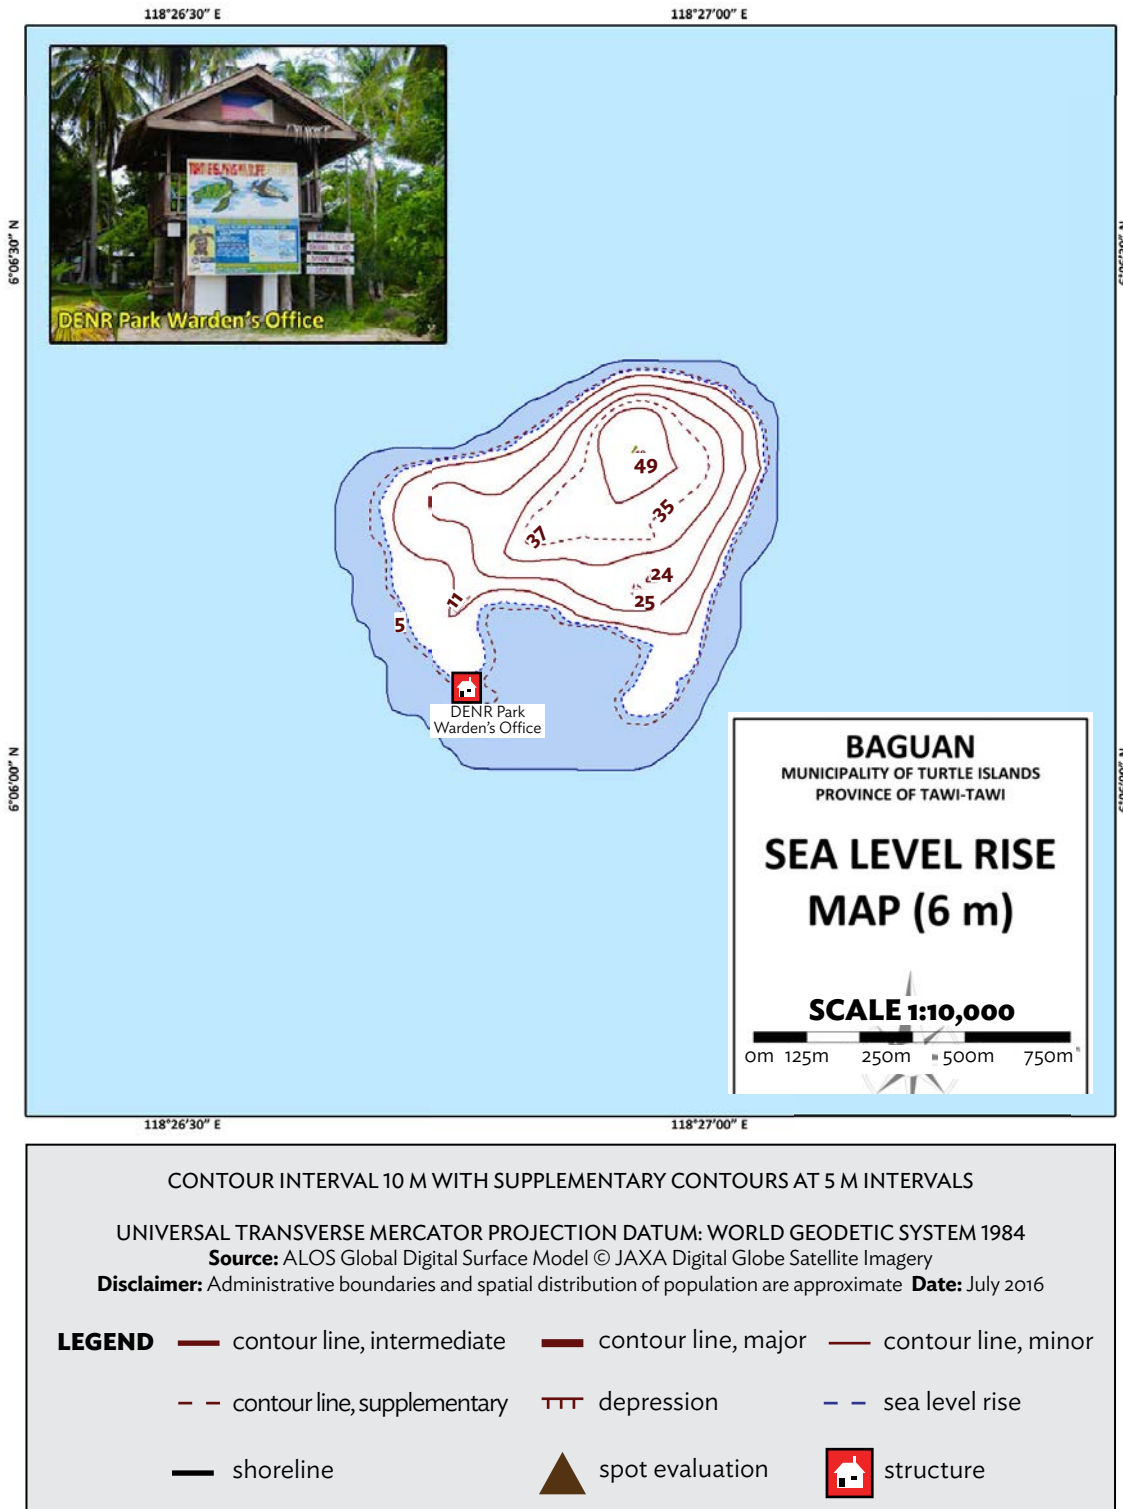 118°26'30" E
118°27'00" E
6°06'30" N
DENR Park Warden's Office
49
35
37
24
25
11
5
DENR Park
Warden's Office
6°06'00" N
BAGUAN
MUNICIPALITY OF TURTLE ISLANDS
PROVINCE OF TAWI-TAWI
SEA LEVEL RISE
MAP (6 m)
SCALE 1:10,000
0m 125m 250m 500m 750m
118°26'30" E
118°27'00" E
CONTOUR INTERVAL 10 M WITH SUPPLEMENTARY CONTOURS AT 5 M INTERVALS
UNIVERSAL TRANSVERSE MERCATOR PROJECTION DATUM: WORLD GEODETIC SYSTEM 1984
Source: ALOS Global Digital Surface Model © JAXA Digital Globe Satellite Imagery
Disclaimer: Administrative boundaries and spatial distribution of population are approximate Date: July 2016
LEGEND
contour line, intermediate
contour line, major
contour line, minor
contour line, supplementary
depression
sea level rise
shoreline
spot evaluation
structure